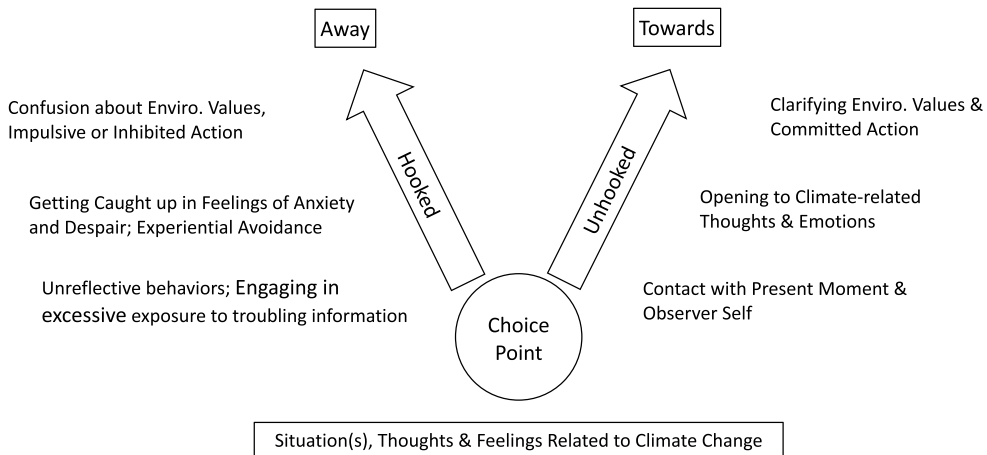 Away
Towards
Confusion about Enviro. Values,
Impulsive or Inhibited Action
Clarifying Enviro. Values &
Committed Action
Hooked
Unhooked
Getting Caught up in Feelings of Anxiety
and Despair; Experiential Avoidance
Opening to Climate-related
Thoughts & Emotions
Unreflective behaviors; Engaging in
excessive exposure to troubling information
Contact with Present Moment &
Observer Self
Choice
Point
Situation(s), Thoughts & Feelings Related to Climate Change